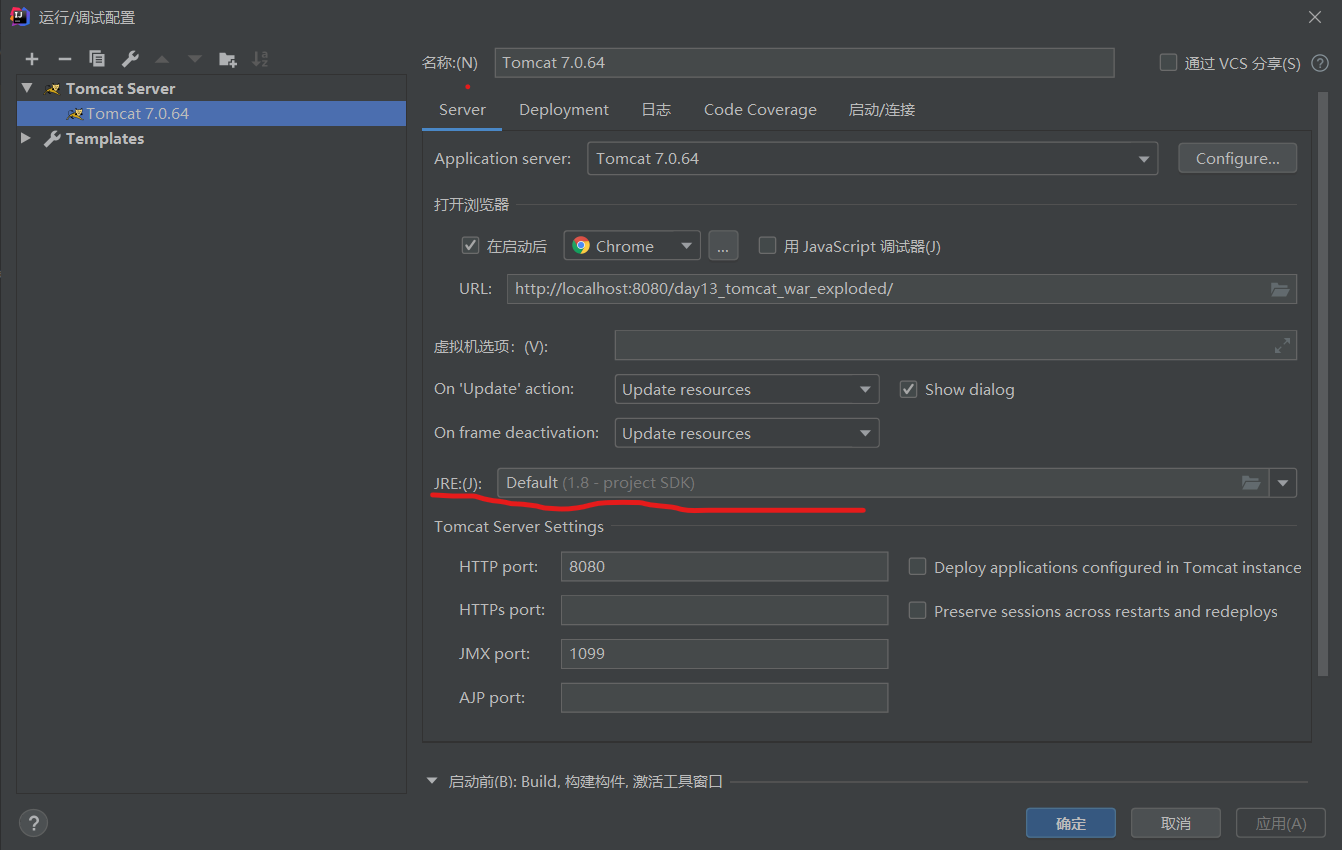 运行/调试配置
名称:(N) Tomcat 7.0.64 通过 VCS 分享(S)
Tomcat Server
Tomcat 7.0.64
Templates
Server Deployment 日志 Code Coverage 启动/连接
Application server: Tomcat 7.0.64 Configure...
打开浏览器
在启动后 Chrome ... 用 JavaScript 调试器(J)
URL: http://localhost:8080/day13_tomcat_war_exploded/
虚拟机选项: (V):
On 'Update' action: Update resources Show dialog
On frame deactivation: Update resources
JRE:(J): Default (1.8 - project SDK)
Tomcat Server Settings
HTTP port: 8080 Deploy applications configured in Tomcat instance
HTTPs port: Preserve sessions across restarts and redeploys
JMX port: 1099
AJP port:
启动前(B): Build, 构建构件, 激活工具窗口
? 确定 取消 应用(A)